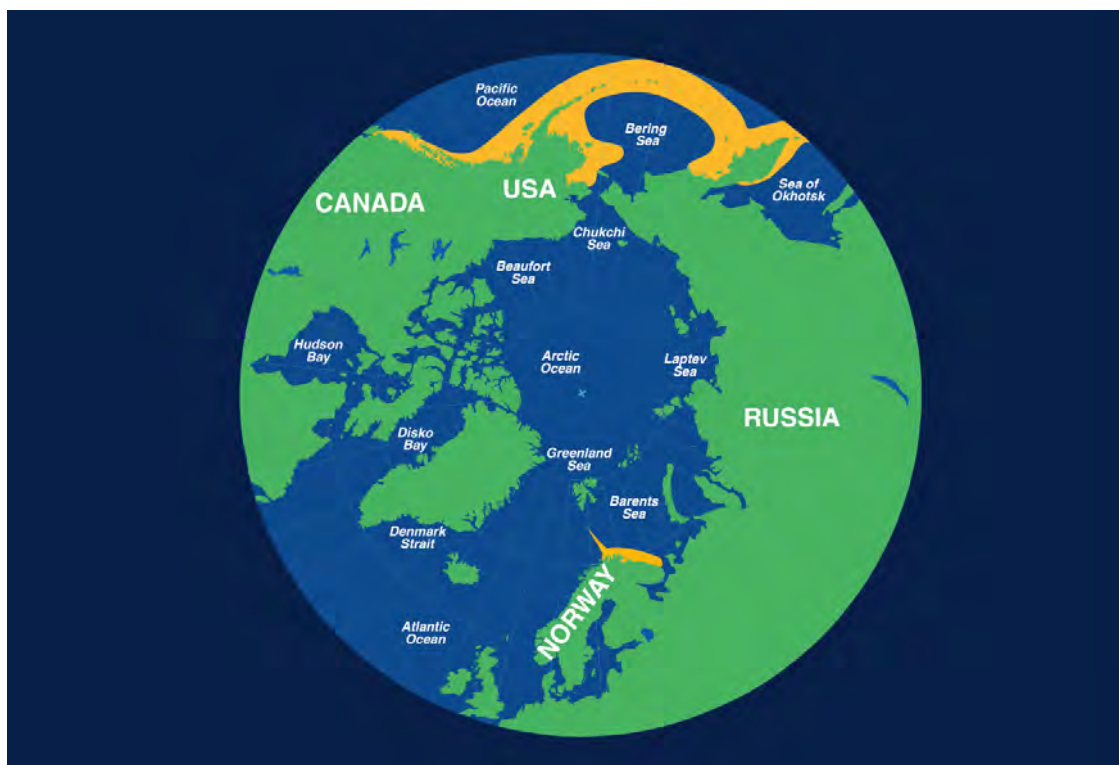 Pacific
Ocean
Bering
Sea
Sea of
Okhotsk
USA
CANADA
Chukchi
Sea
Beaufort
Sea
Hudson
Bay
Arctic
Ocean
Laptev
Sea
RUSSIA
Disko
Bay
Greenland
Sea
Barents
Sea
Denmark
Strait
NORWAY
Atlantic
Ocean